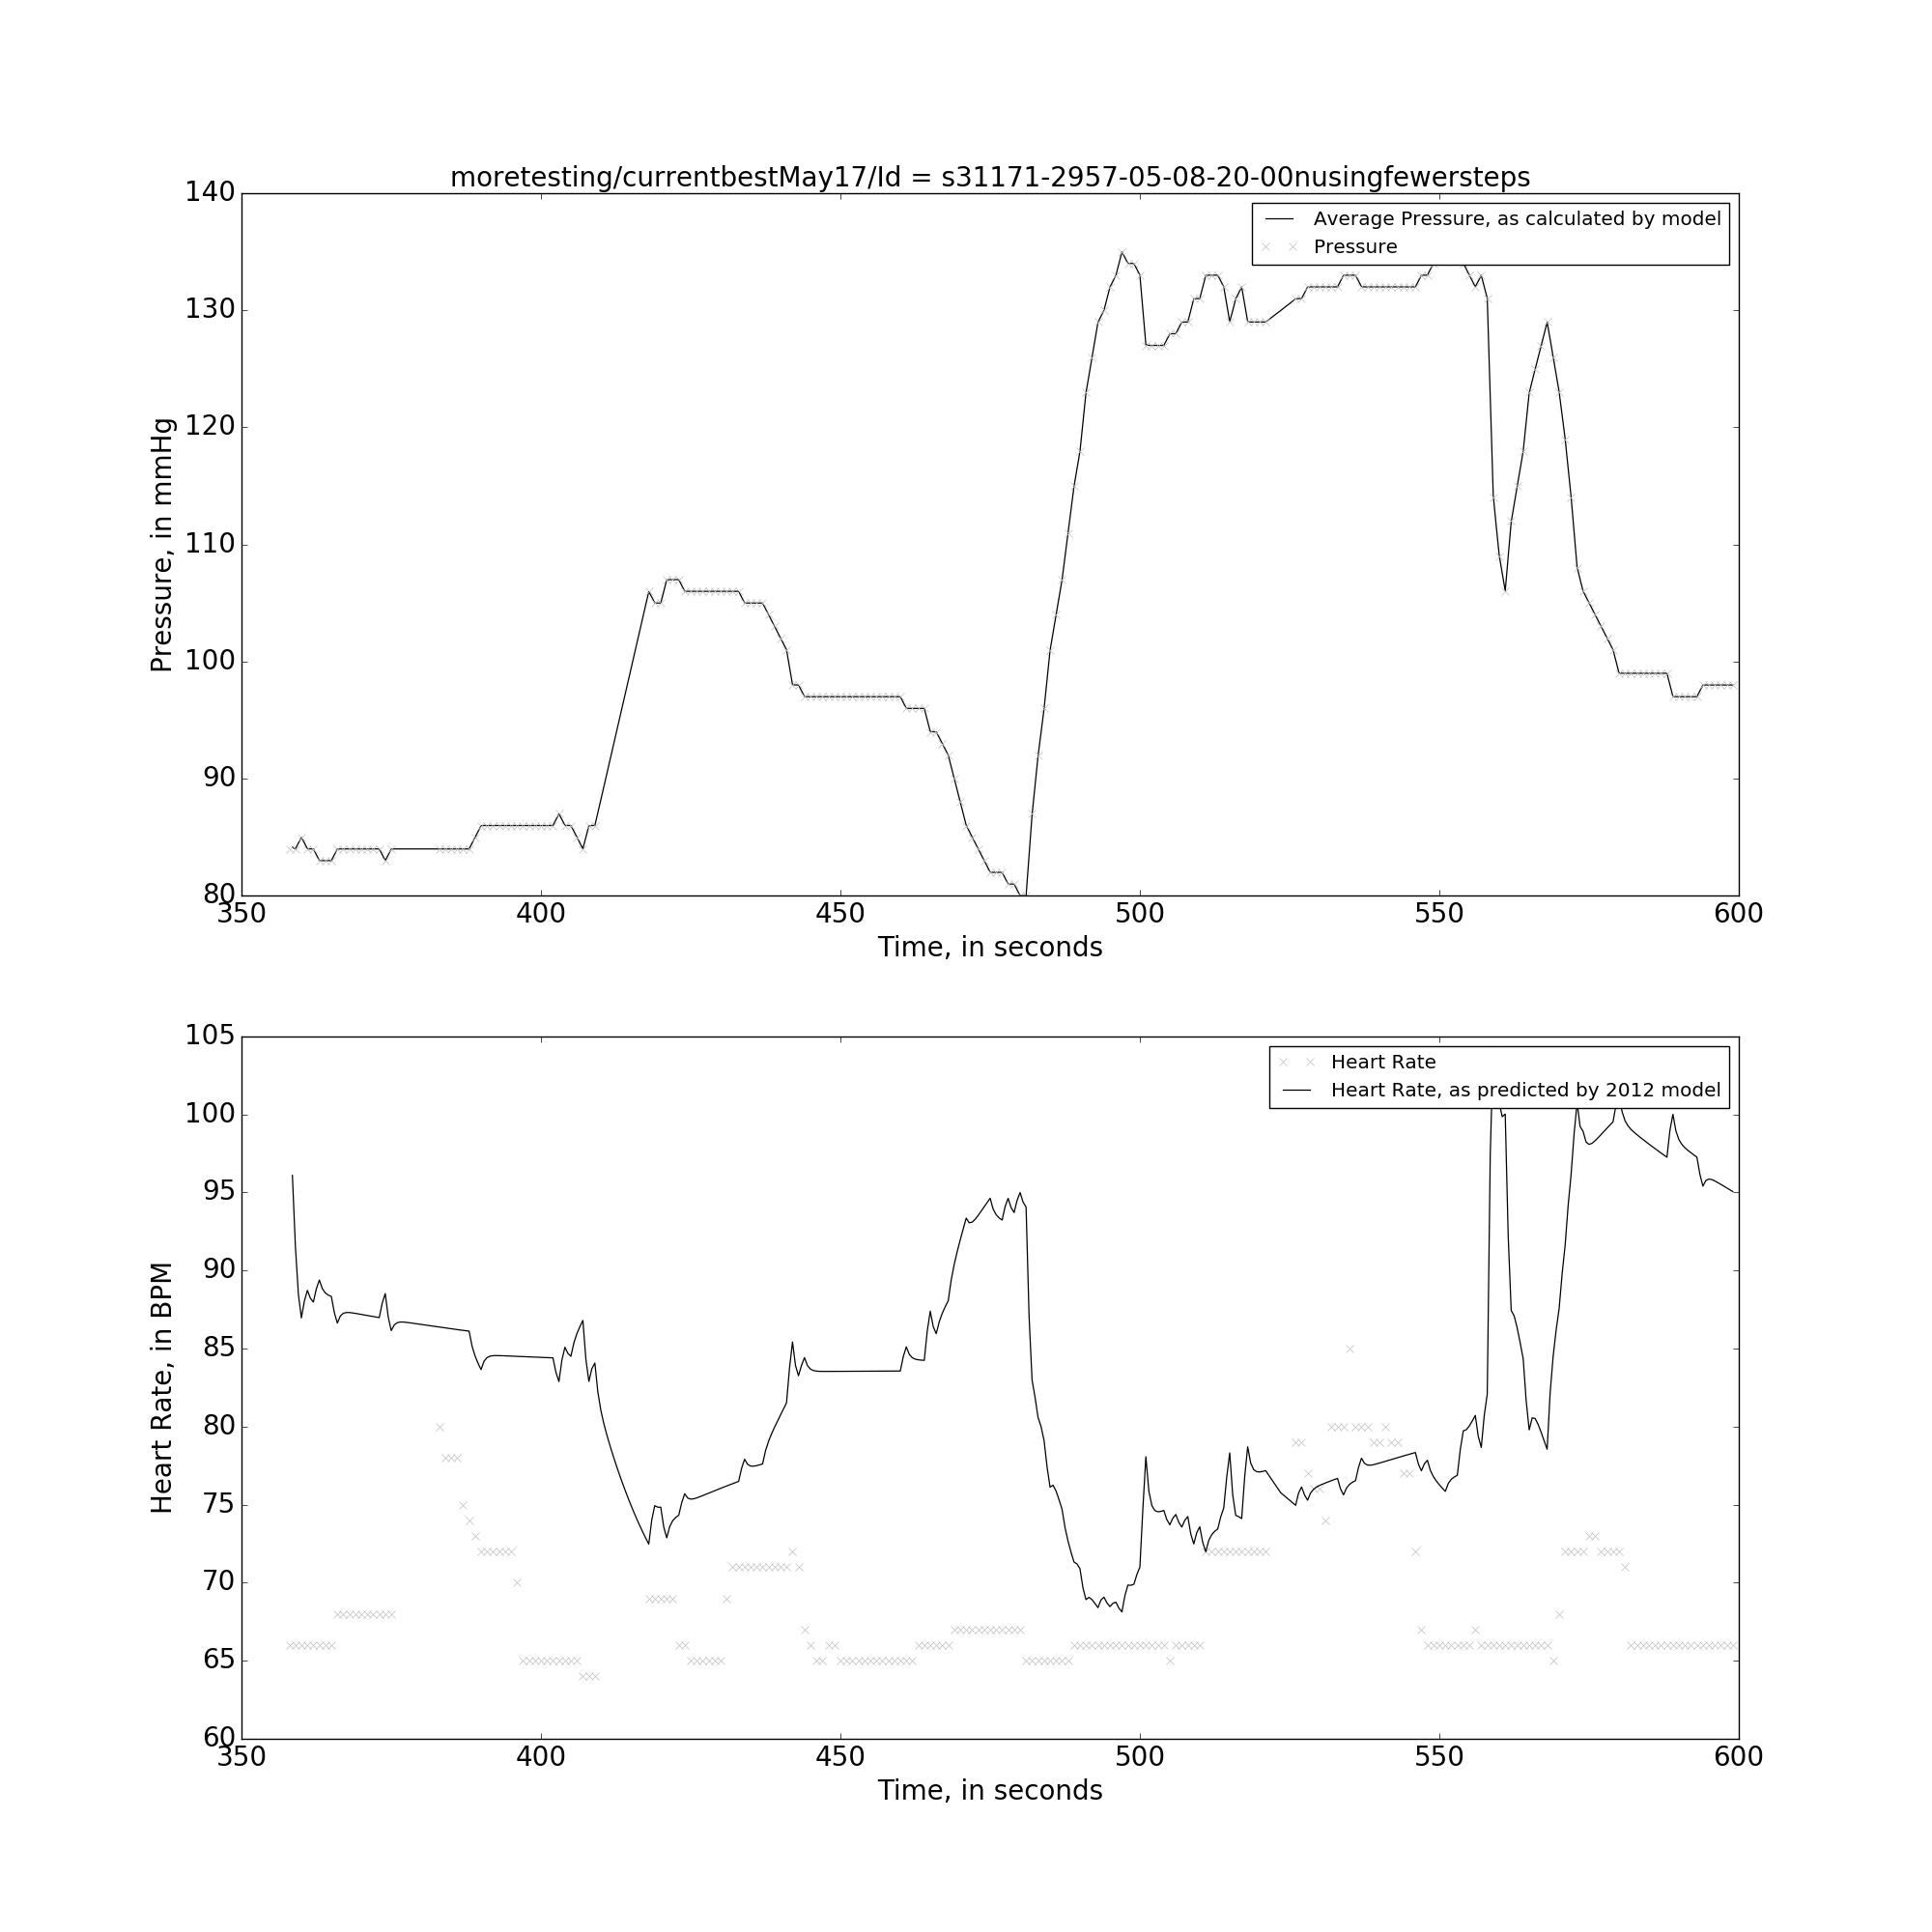 moretesting/currentbestMay17/Id = s31171-2957-05-08-20-00nusingfewersteps
140
130
120
110
100
90
80
Pressure, in mmHg
Average Pressure, as calculated by model
Pressure
350 400 450 500 550 600
Time, in seconds
105
100
95
90
85
80
75
70
65
60
Heart Rate, in BPM
Heart Rate
Heart Rate, as predicted by 2012 model
350 400 450 500 550 600
Time, in seconds